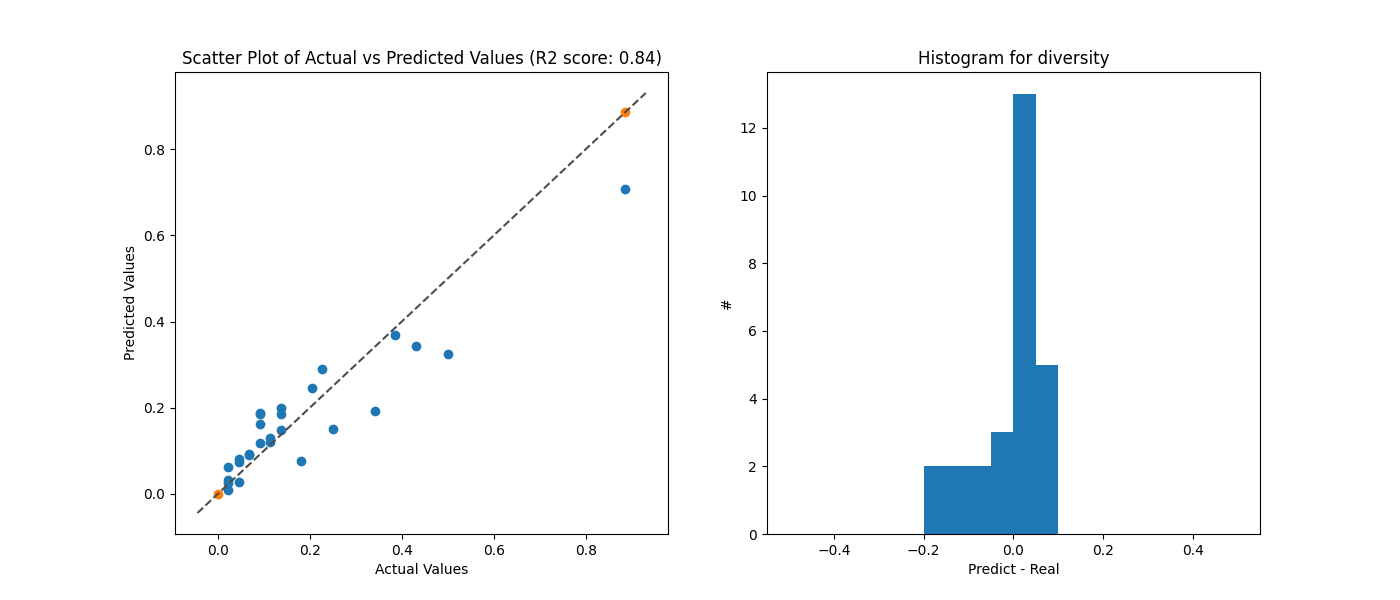 Scatter Plot of Actual vs Predicted Values (R2 score: 0.84)
Predicted Values
0.8
0.6
0.4
0.2
0.0
0.0 0.2 0.4 0.6 0.8
Actual Values
Histogram for diversity
#
12
10
8
6
4
2
0
−0.4 −0.2 0.0 0.2 0.4
Predict - Real